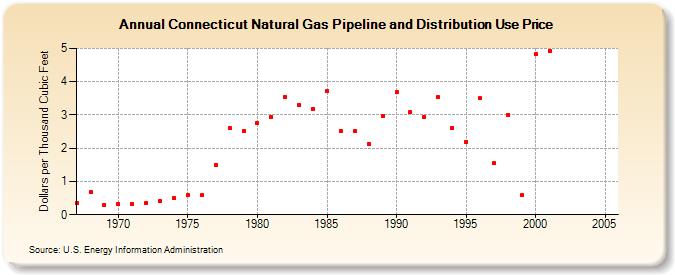 Annual Connecticut Natural Gas Pipeline and Distribution Use Price
Dollars per Thousand Cubic Feet
5
4
3
2
1
0
1970 1975 1980 1985 1990 1995 2000 2005
Source: U.S. Energy Information Administration